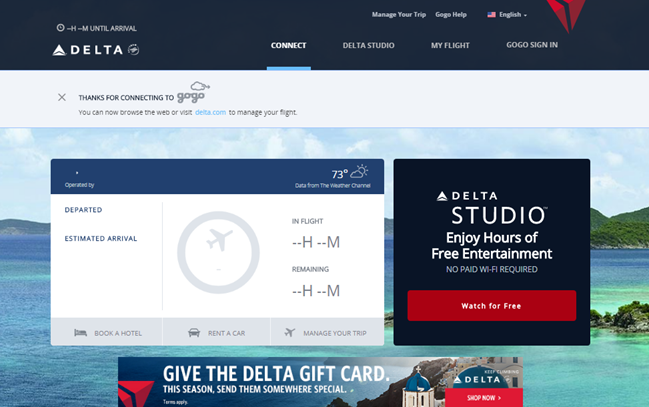 Manage Your Trip
Gogo Help
English
--H --M UNTIL ARRIVAL
DELTA
CONNECT
DELTA STUDIO
MY FLIGHT
GOGO SIGN IN
THANKS FOR CONNECTING TO gogo
You can now browse the web or visit delta.com to manage your flight.
73°
Operated by
Data from The Weather Channel
DEPARTED
ESTIMATED ARRIVAL
IN FLIGHT
--H --M
REMAINING
--H --M
BOOK A HOTEL
RENT A CAR
MANAGE YOUR TRIP
DELTA
STUDIO™
Enjoy Hours of
Free Entertainment
NO PAID WI-FI REQUIRED
Watch for Free
GIVE THE DELTA GIFT CARD.
THIS SEASON, SEND THEM SOMEWHERE SPECIAL.
Terms apply.
KEEP CLIMBING
DELTA
SHOP NOW >